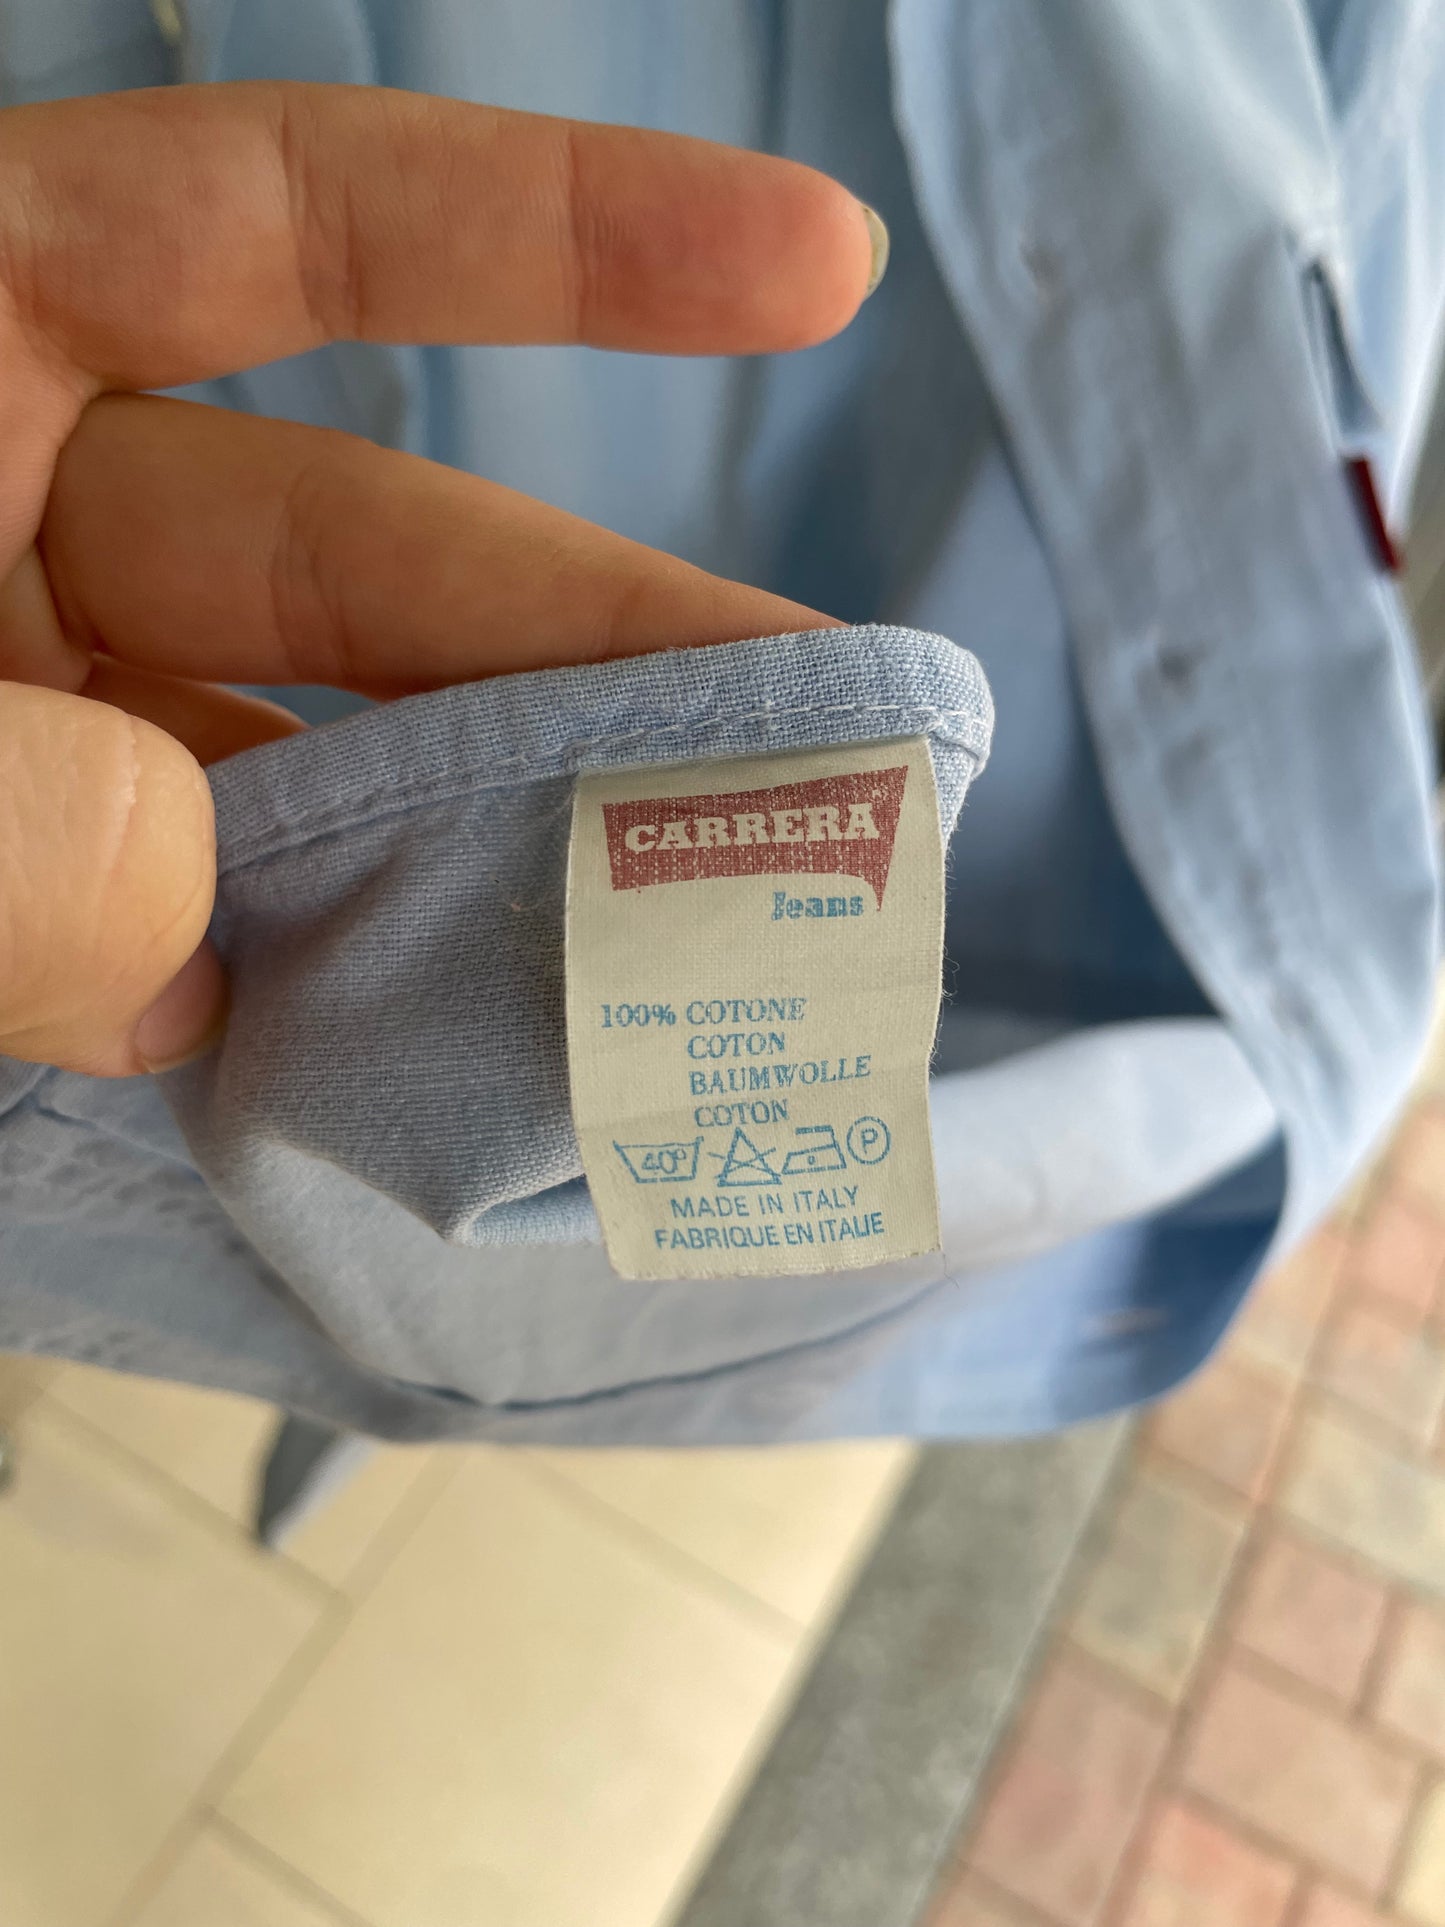 CARRERA
Jeans
100% COTONE
COTON
BAUMWOLLE
COTON
40°
P
MADE IN ITALY
FABRIQUE EN ITALIE